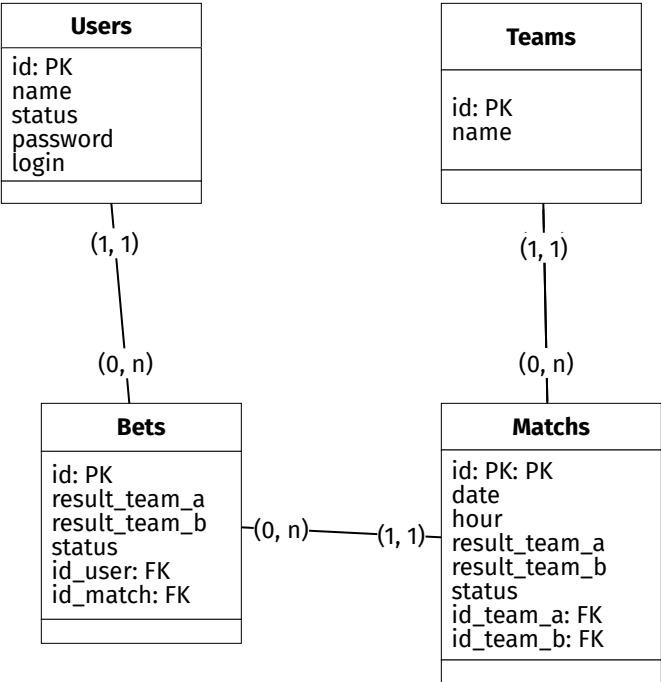 Users
id: PK
name
status
password
login
Teams
id: PK
name
(1, 1)
(1, 1)
(0, n)
(0, n)
Bets
id: PK
result_team_a
result_team_b
status
id_user: FK
id_match: FK
(0, n)
(1, 1)
Matchs
id: PK: PK
date
hour
result_team_a
result_team_b
status
id_team_a: FK
id_team_b: FK